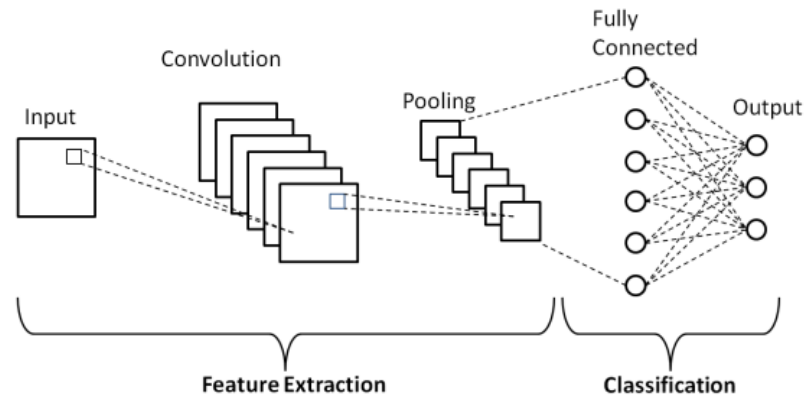 Input
Convolution
Pooling
Fully
Connected
Output
Feature Extraction
Classification